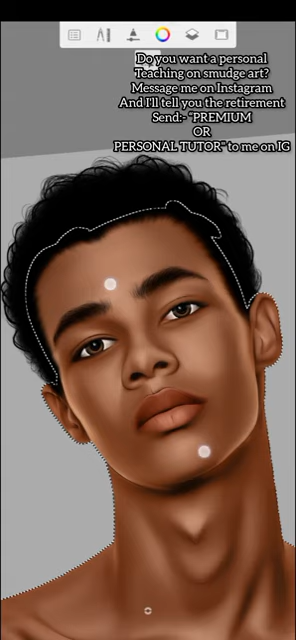 Do you want a personal
Teaching on smudge art?
Message me on Instagram
And I'll tell you the retirement
Send:- "PREMIUM
OR
PERSONAL TUTOR" to me on IG